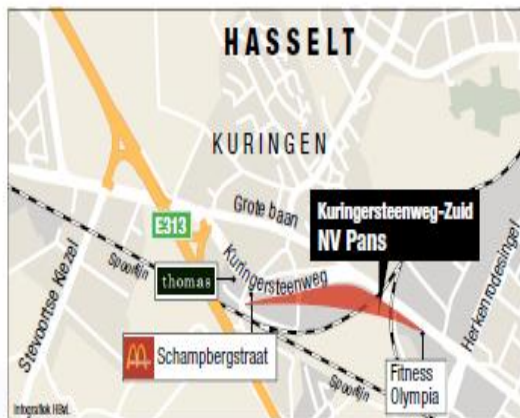 HASSELT
KURINGEN
Grote baan
Kuringersteenweg-Zuid
NV Pans
E313
Spoorlijn
thomas
Kuringersteenweg
Stevoortse Kiezel
Herkenrodesingel
Schampbergstraat
Spoorlijn
Fitness
Olympia
Infografiek HBvL